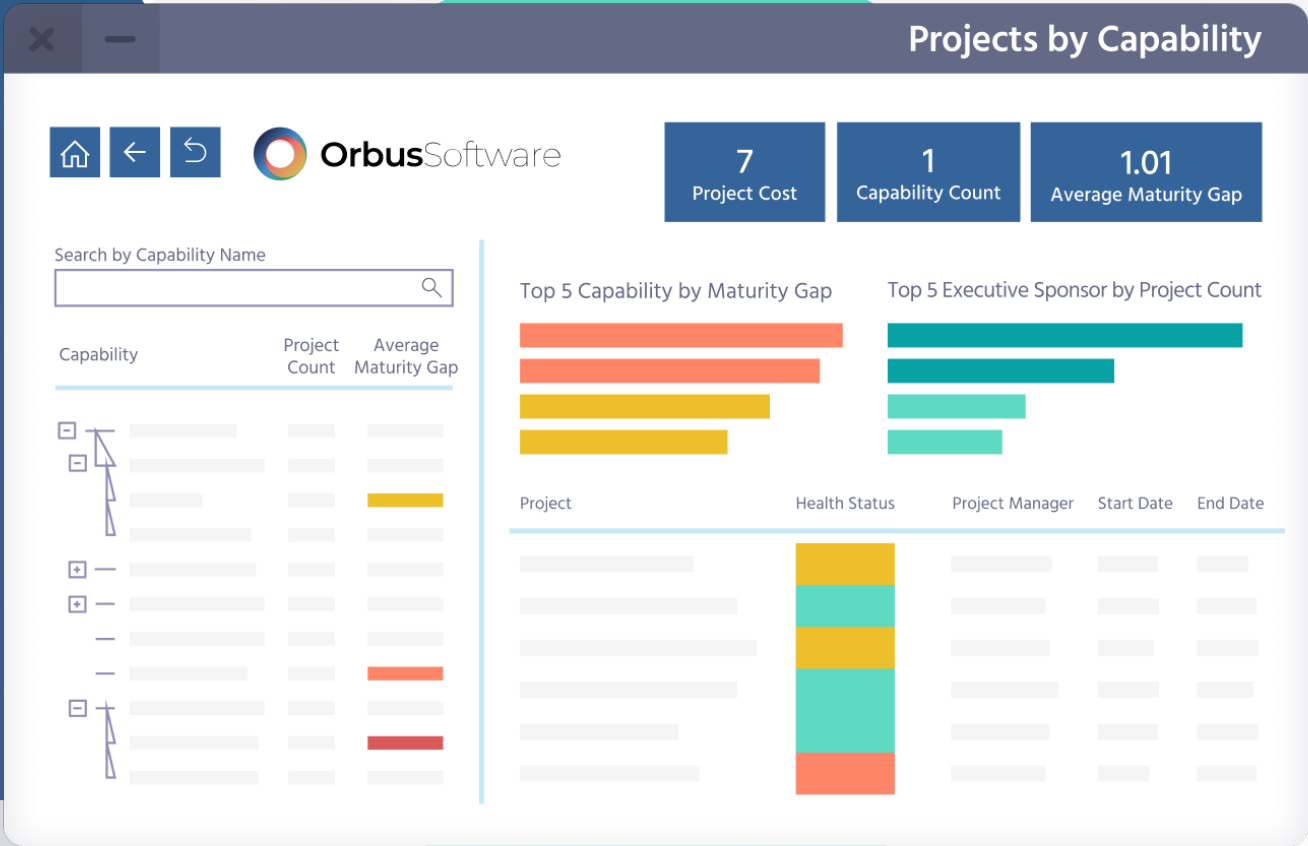 Projects by Capability
OrbusSoftware
7
Project Cost
1
Capability Count
1.01
Average Maturity Gap
Search by Capability Name
Capability
Project
Count
Average
Maturity Gap
Top 5 Capability by Maturity Gap
Top 5 Executive Sponsor by Project Count
Project Health Status Project Manager Start Date End Date